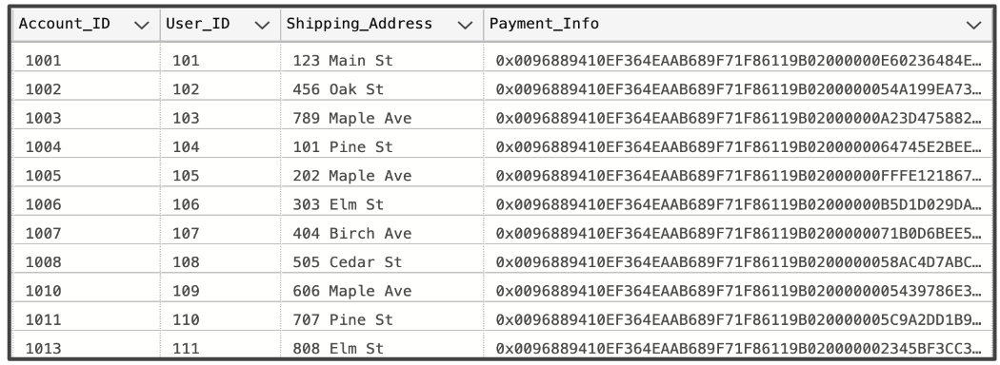 Account_ID User_ID Shipping_Address Payment_Info
1001 101 123 Main St 0x0096889410EF364EAAB689F71F86119B02000000E60236484E…
1002 102 456 Oak St 0x0096889410EF364EAAB689F71F86119B0200000054A199EA73…
1003 103 789 Maple Ave 0x0096889410EF364EAAB689F71F86119B02000000A23D475882…
1004 104 101 Pine St 0x0096889410EF364EAAB689F71F86119B0200000064745E2BEE…
1005 105 202 Maple Ave 0x0096889410EF364EAAB689F71F86119B02000000FFFE121867…
1006 106 303 Elm St 0x0096889410EF364EAAB689F71F86119B02000000B5D1D029DA…
1007 107 404 Birch Ave 0x0096889410EF364EAAB689F71F86119B0200000071B0D6BEE5…
1008 108 505 Cedar St 0x0096889410EF364EAAB689F71F86119B0200000058AC4D7ABC…
1010 109 606 Maple Ave 0x0096889410EF364EAAB689F71F86119B0200000005439786E3…
1011 110 707 Pine St 0x0096889410EF364EAAB689F71F86119B020000005C9A2DD1B9…
1013 111 808 Elm St 0x0096889410EF364EAAB689F71F86119B020000002345BF3CC3…